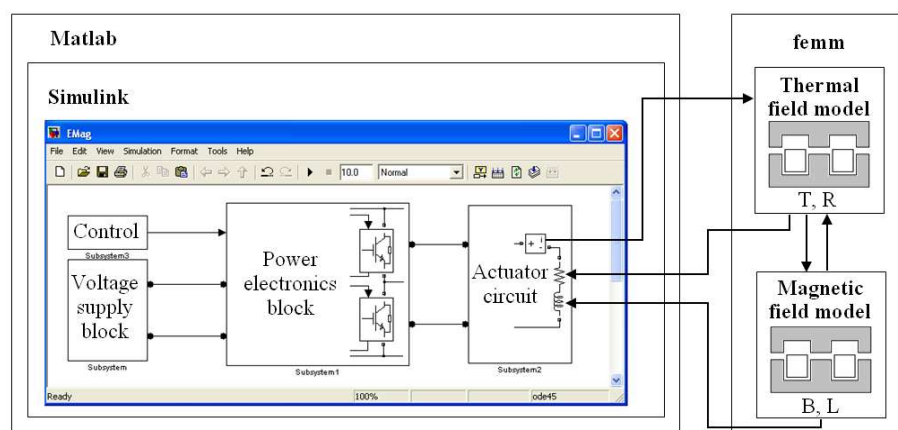 Matlab
Simulink
EMag
File Edit View Simulation Format Tools Help
10.0 Normal
Control
Subsystem3
Voltage
supply
block
Subsystem
Power
electronics
block
Subsystem1
Actuator
circuit
Subsystem2
Ready 100% ode45
femm
Thermal
field model
T, R
Magnetic
field model
B, L